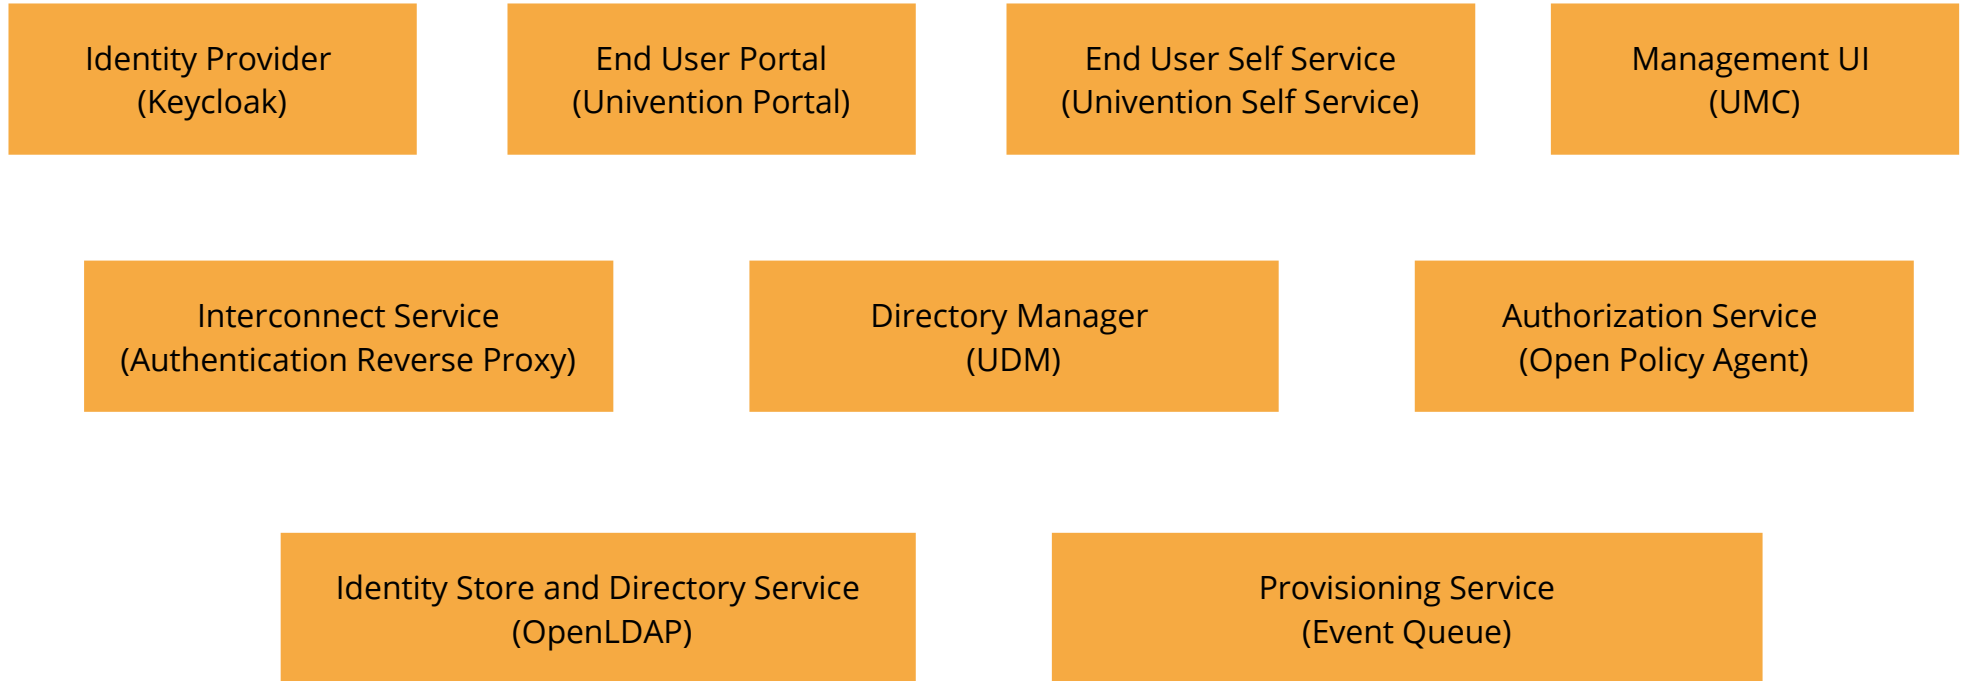 Identity Provider
(Keycloak)
End User Portal
(Univention Portal)
End User Self Service
(Univention Self Service)
Management UI
(UMC)
Interconnect Service
(Authentication Reverse Proxy)
Directory Manager
(UDM)
Authorization Service
(Open Policy Agent)
Identity Store and Directory Service
(OpenLDAP)
Provisioning Service
(Event Queue)